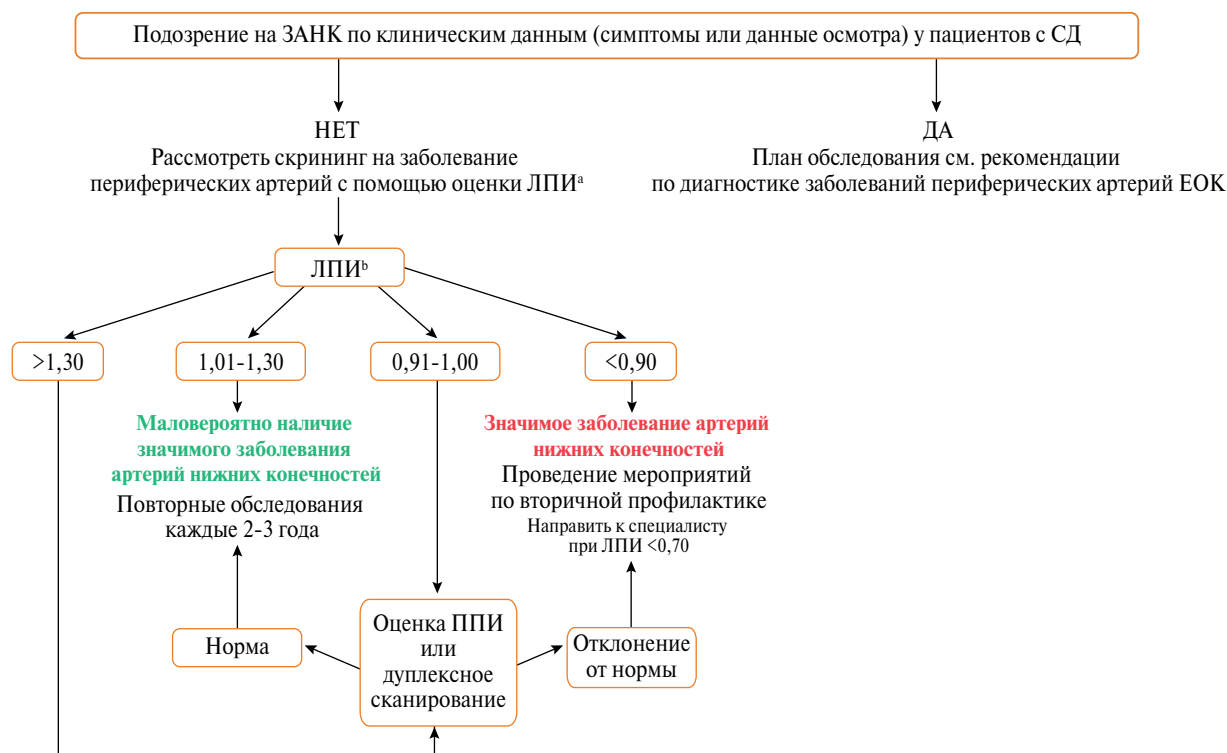 Подозрение на ЗАНК по клиническим данным (симптомы или данные осмотра) у пациентов с СД
НЕТ
Рассмотреть скрининг на заболевание
периферических артерий с помощью оценки ЛПИᵃ
ДА
План обследования см. рекомендации
по диагностике заболеваний периферических артерий ЕОК
ЛПИᵇ
>1,30
1,01-1,30
0,91-1,00
<0,90
Маловероятно наличие
значимого заболевания
артерий нижних конечностей
Повторные обследования
каждые 2-3 года
Значимое заболевание артерий
нижних конечностей
Проведение мероприятий
по вторичной профилактике
Направить к специалисту
при ЛПИ <0,70
Норма
Оценка ППИ
или
дуплексное
сканирование
Отклонение
от нормы